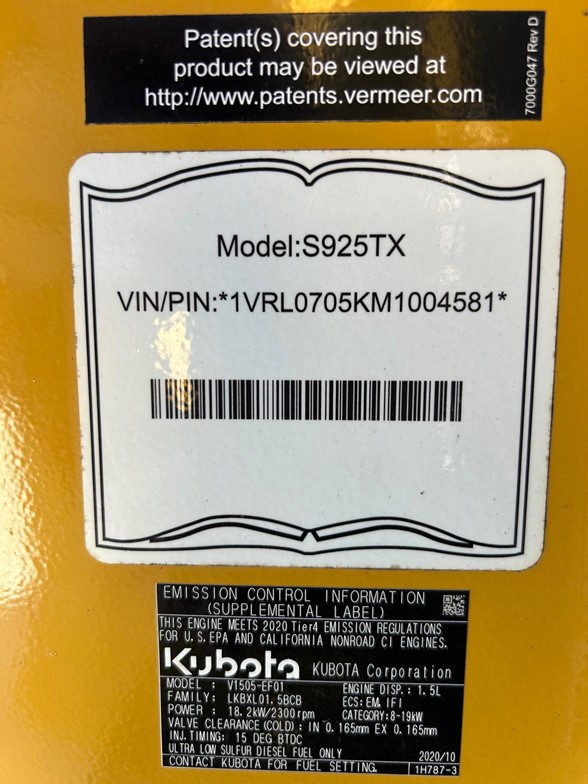 Patent(s) covering this
product may be viewed at
http://www.patents.vermeer.com
7000G047 Rev D
Model:S925TX
VIN/PIN:*1VRL0705KM1004581*
EMISSION CONTROL INFORMATION
(SUPPLEMENTAL LABEL)
THIS ENGINE MEETS 2020 Tier4 EMISSION REGULATIONS
FOR U.S.EPA AND CALIFORNIA NONROAD CI ENGINES.
Kubota KUBOTA Corporation
MODEL : V1505-EF01 ENGINE DISP.: 1.5L
FAMILY: LKBXL01.5BCB ECS:EM, IFI
POWER : 18.2kW/2300rpm CATEGORY:8-19kW
VALVE CLEARANCE (COLD) : IN 0.165mm EX 0.165mm
INJ.TIMING: 15 DEG BTDC
ULTRA LOW SULFUR DIESEL FUEL ONLY 2020/10
CONTACT KUBOTA FOR FUEL SETTING. 1H787-3